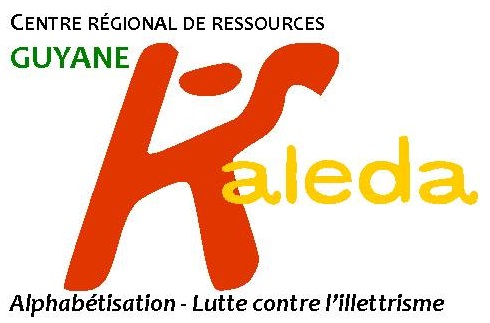 CENTRE RÉGIONAL DE RESSOURCES
GUYANE
Kaleda
Alphabétisation - Lutte contre l'illettrisme